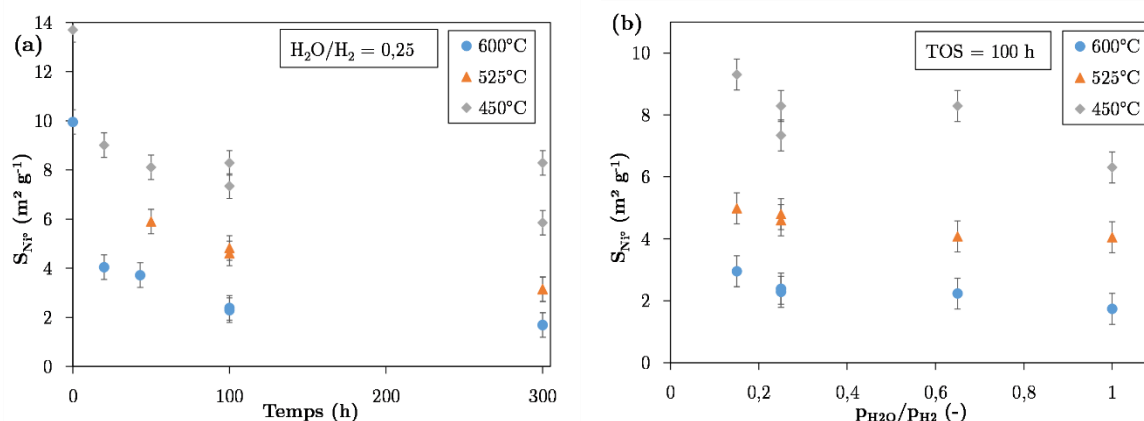 (a)
H₂O/H₂ = 0,25
600°C
525°C
450°C
14
12
10
8
6
4
2
0
S_Ni° (m² g⁻¹)
0
100
200
300
Temps (h)
(b)
TOS = 100 h
600°C
525°C
450°C
10
8
6
4
2
0
S_Ni° (m² g⁻¹)
0
0,2
0,4
0,6
0,8
1
p_H2O/p_H2 (-)